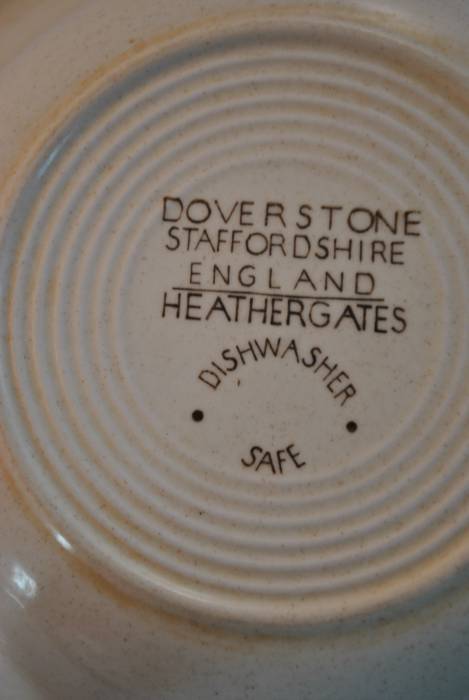 DOVERSTONE
STAFFORDSHIRE
ENGLAND
HEATHERGATES
DISHWASHER
SAFE